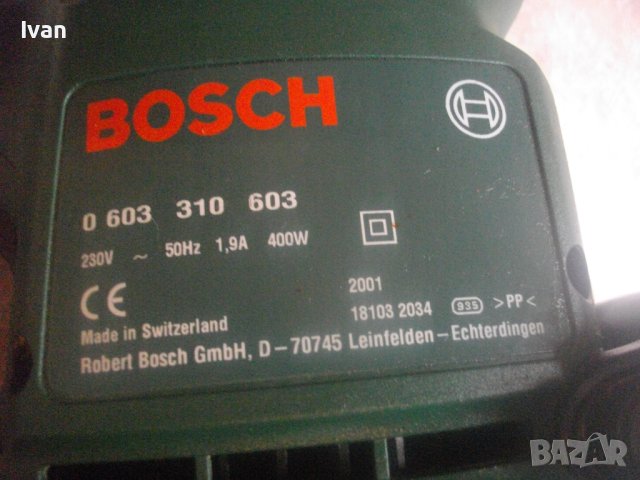 Ivan
BOSCH
0 603 310 603
230V ~ 50Hz 1,9A 400W
CE
2001
18103 2034 935 >PP<
Made in Switzerland
Robert Bosch GmbH, D-70745 Leinfelden-Echterdingen
BAZAR